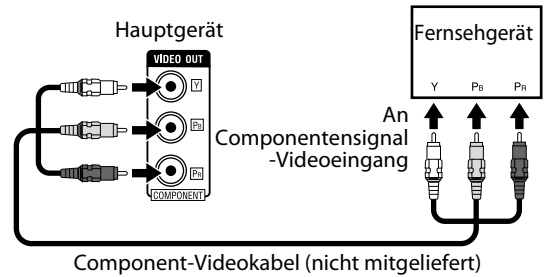 Hauptgerät
VIDEO OUT
Y
PB
PR
COMPONENT
Fernsehgerät
Y PB PR
An
Componentensignal
-Videoeingang
Component-Videokabel (nicht mitgeliefert)